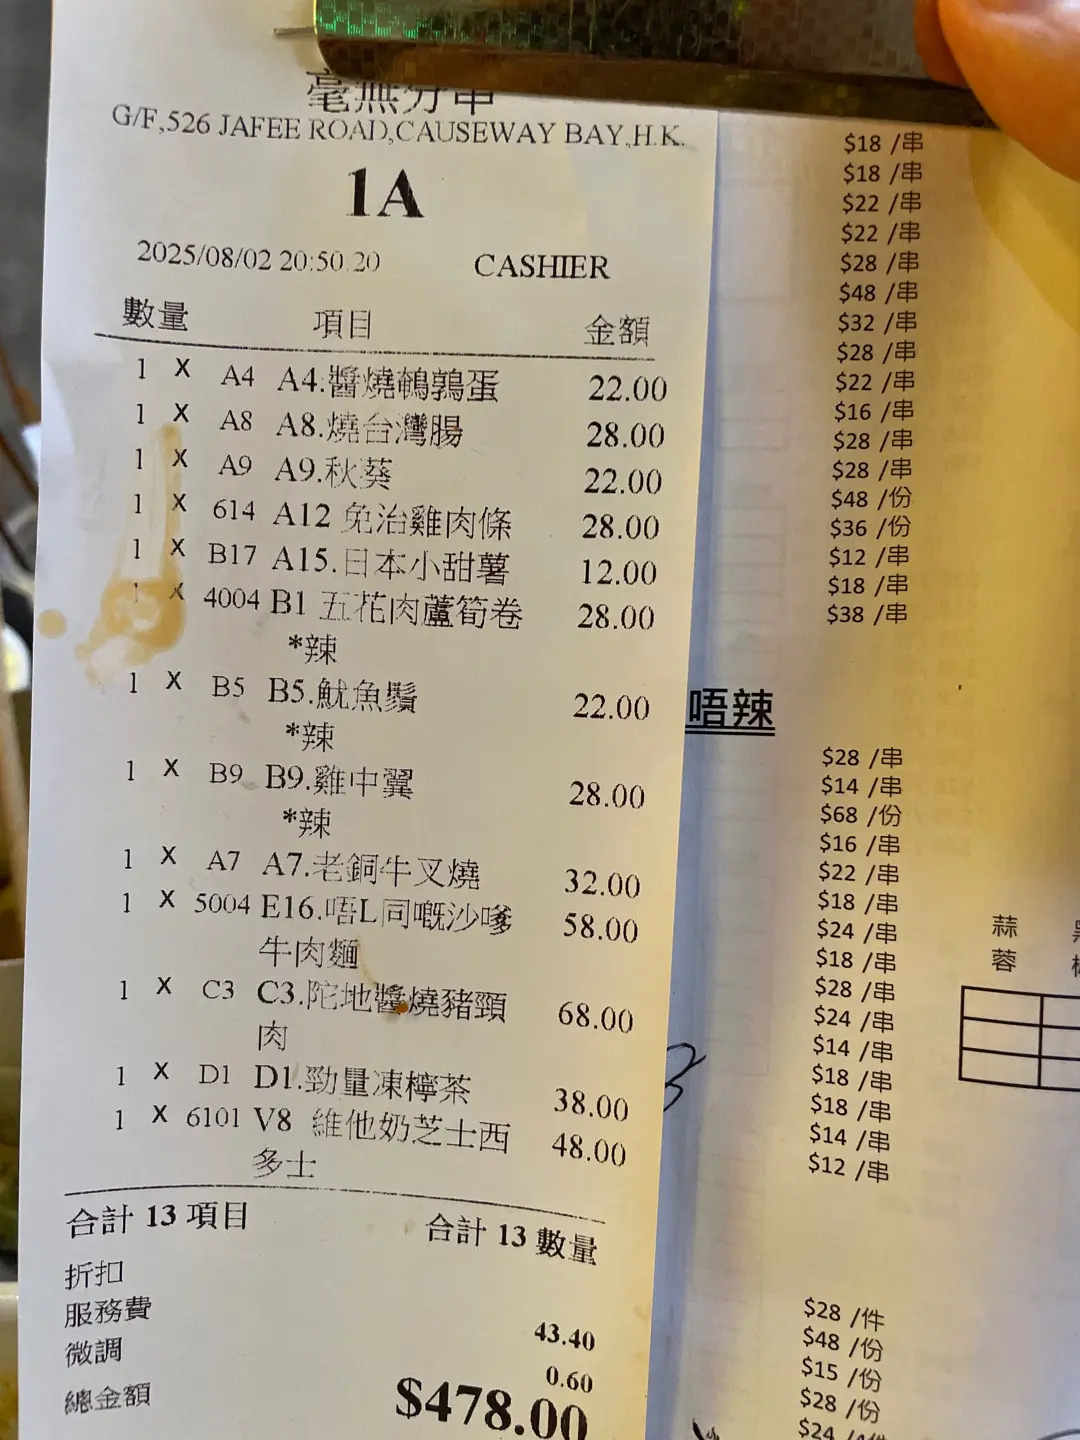 毫無夯串
G/F,526 JAFEE ROAD,CAUSEWAY BAY,H.K.
1A
2025/08/02 20:50:20 CASHIER
數量 項目 金額
1 X A4 A4.醬燒鵪鶉蛋 22.00
1 X A8 A8.燒台灣腸 28.00
1 X A9 A9.秋葵 22.00
1 X 614 A12 免治雞肉條 28.00
1 X B17 A15.日本小甜薯 12.00
1 X 4004 B1 五花肉蘆筍卷 28.00
*辣
1 X B5 B5.魷魚鬚 22.00
*辣
1 X B9 B9.雞中翼 28.00
*辣
1 X A7 A7.老銅牛叉燒 32.00
1 X 5004 E16.唔L同嘅沙嗲 58.00
牛肉麵
1 X C3 C3.陀地醬燒豬頸 68.00
肉
1 X D1 D1.勁量凍檸茶 38.00
1 X 6101 V8 維他奶芝士西 48.00
多士
合計 13 項目 合計 13 數量
折扣
服務費 43.40
微調 0.60
總金額 $478.00
$18 /串
$18 /串
$22 /串
$22 /串
$28 /串
$48 /串
$32 /串
$28 /串
$22 /串
$16 /串
$28 /串
$28 /串
$48 /份
$36 /份
$12 /串
$18 /串
$38 /串
唔辣
$28 /串
$14 /串
$68 /份
$16 /串
$22 /串
$18 /串
$24 /串
$18 /串
$28 /串
$24 /串
$14 /串
$18 /串
$18 /串
$14 /串
$12 /串
蒜蓉
$28 /件
$48 /份
$15 /份
$28 /份
$24